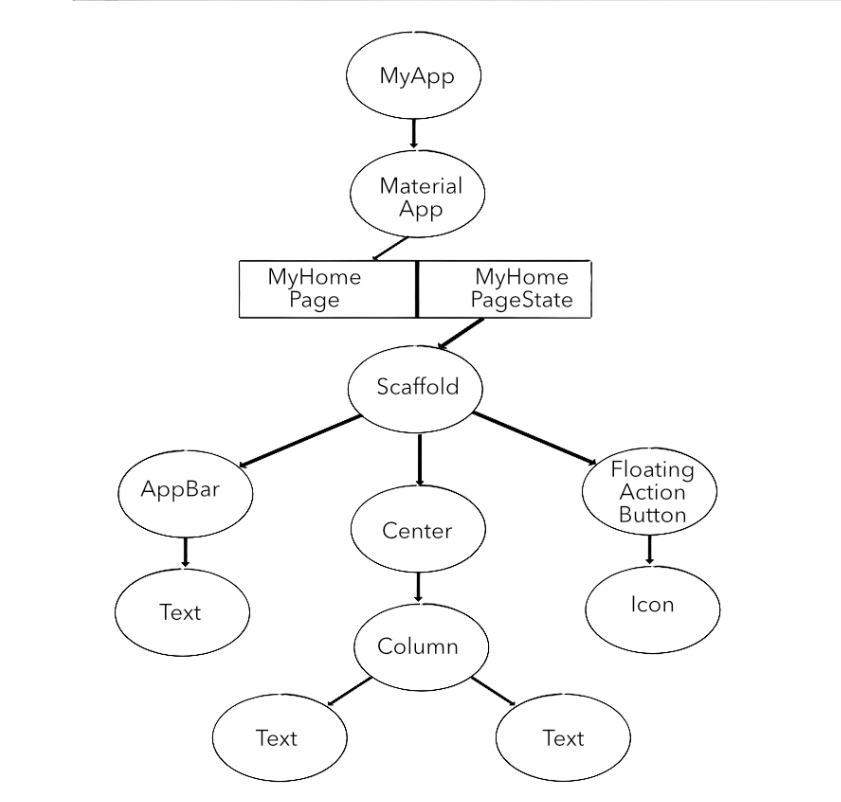 MyApp
Material
App
MyHome
Page
MyHome
PageState
Scaffold
AppBar
Center
Floating
Action
Button
Text
Icon
Column
Text
Text